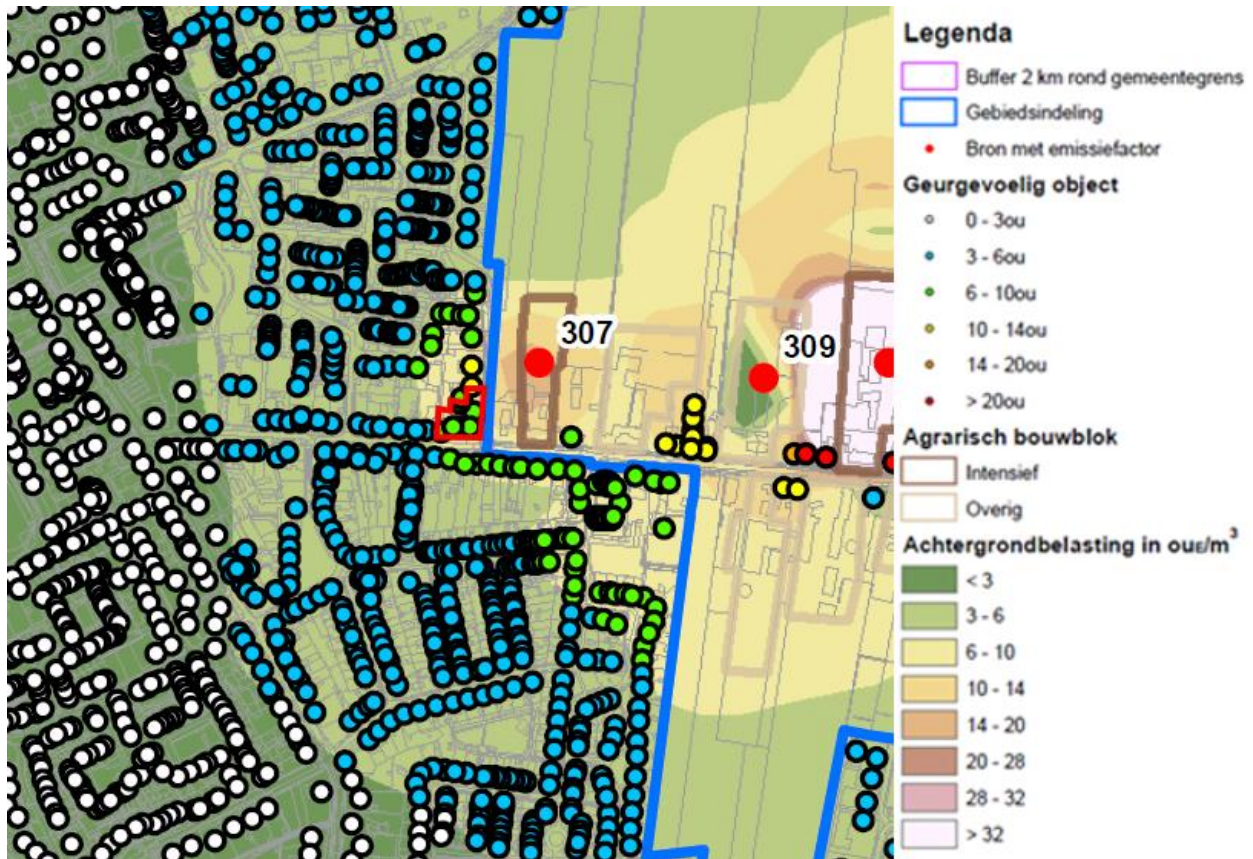 307
309
Legenda
Buffer 2 km rond gemeentegrens
Gebiedsindeling
Bron met emissiefactor
Geurgevoelig object
0 - 3ou
3 - 6ou
6 - 10ou
10 - 14ou
14 - 20ou
> 20ou
Agrarisch bouwblok
Intensief
Overig
Achtergrondbelasting in ouᴇ/m³
< 3
3 - 6
6 - 10
10 - 14
14 - 20
20 - 28
28 - 32
> 32